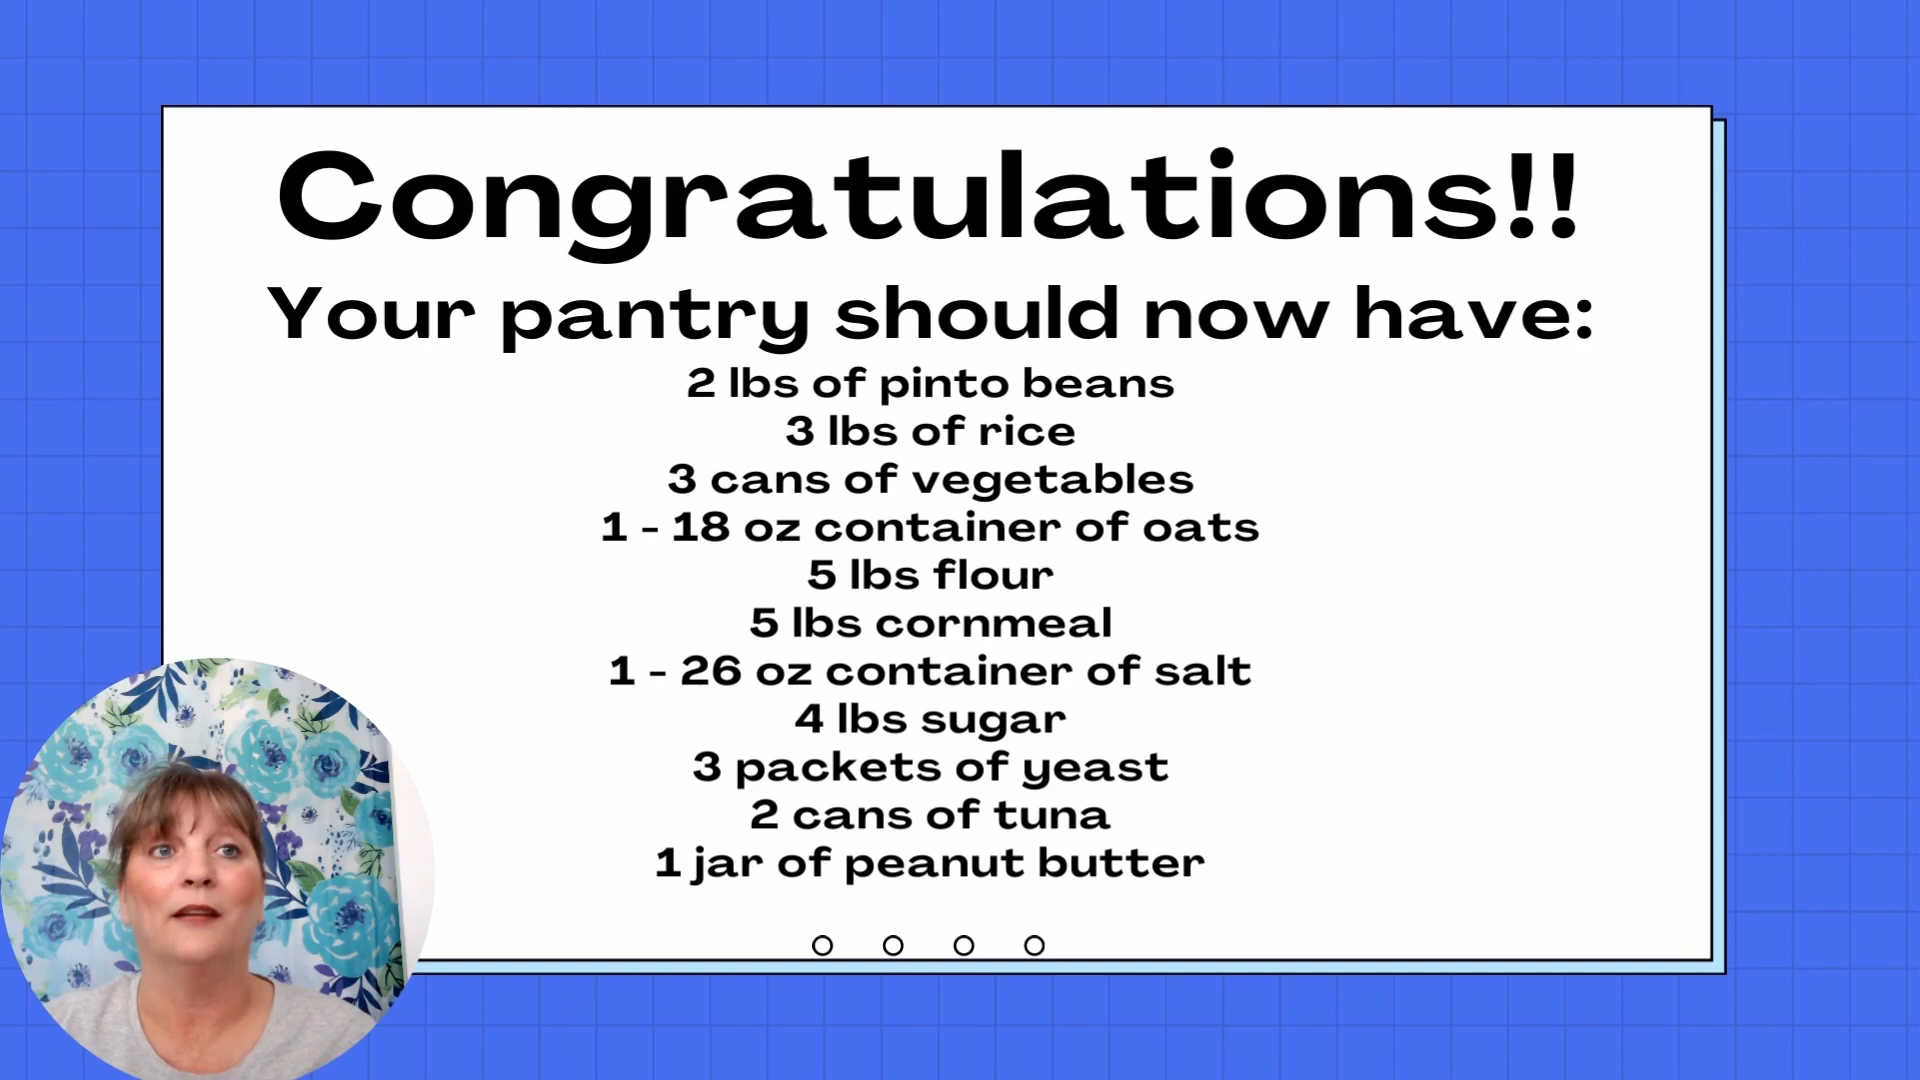 Congratulations!!
Your pantry should now have:
2 lbs of pinto beans
3 lbs of rice
3 cans of vegetables
1 - 18 oz container of oats
5 lbs flour
5 lbs cornmeal
1 - 26 oz container of salt
4 lbs sugar
3 packets of yeast
2 cans of tuna
1 jar of peanut butter